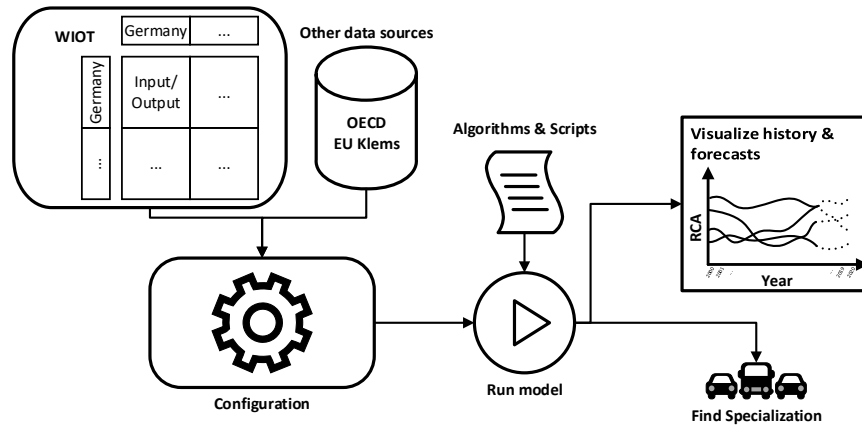 WIOT
Germany
...
Germany
Input/
Output
...
...
...
...
Other data sources
OECD
EU Klems
Algorithms & Scripts
Visualize history &
forecasts
RCA
Year
Configuration
Run model
Find Specialization